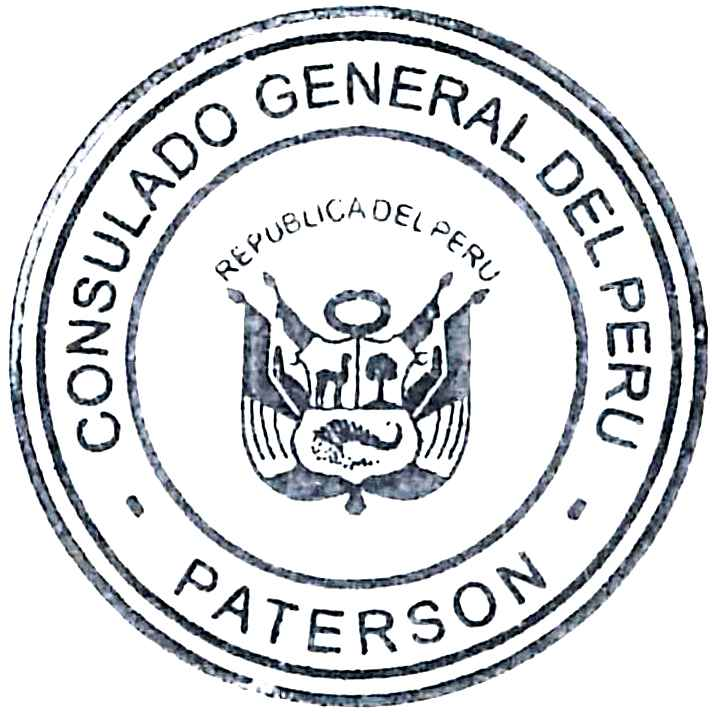 CONSULADO GENERAL DEL PERU
REPUBLICA DEL PERU
PATERSON